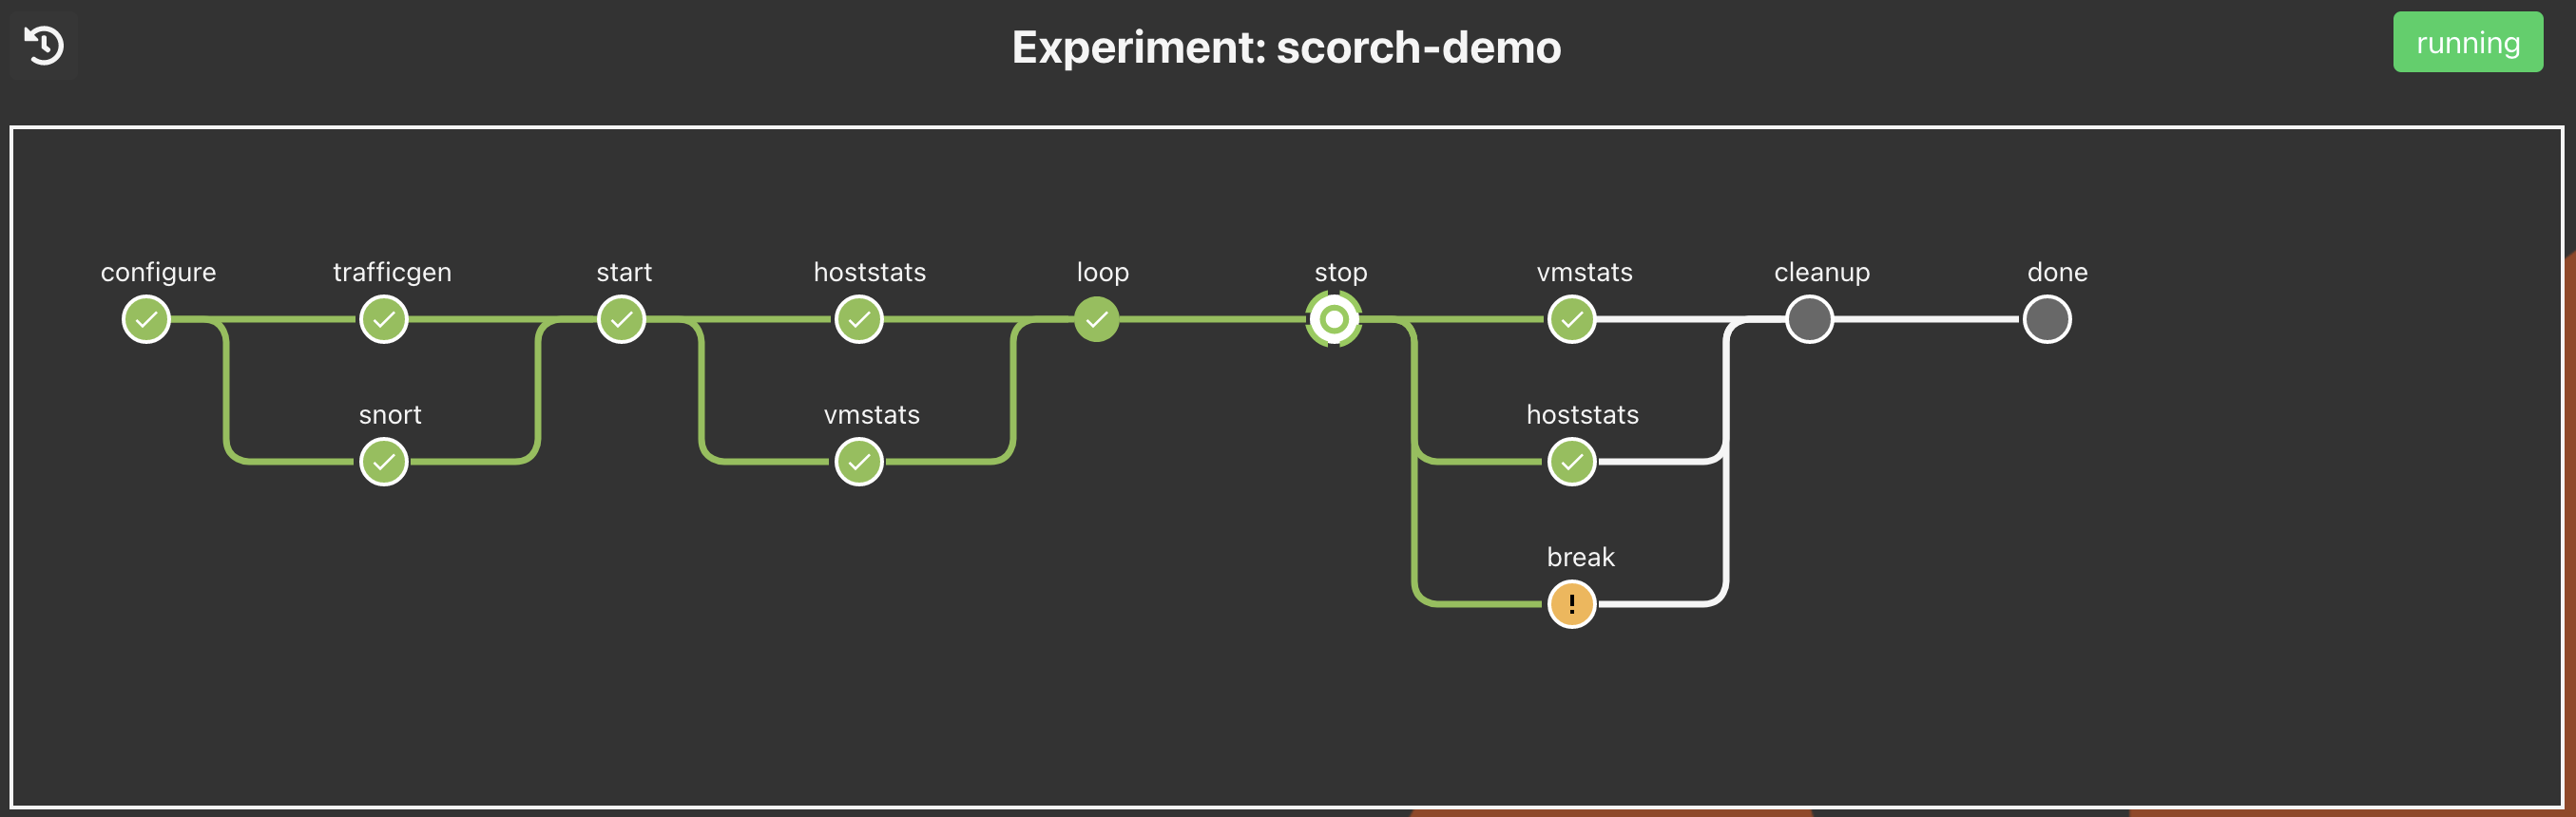 Experiment: scorch-demo
running
configure
trafficgen
start
hoststats
loop
stop
vmstats
cleanup
done
snort
vmstats
hoststats
break
!